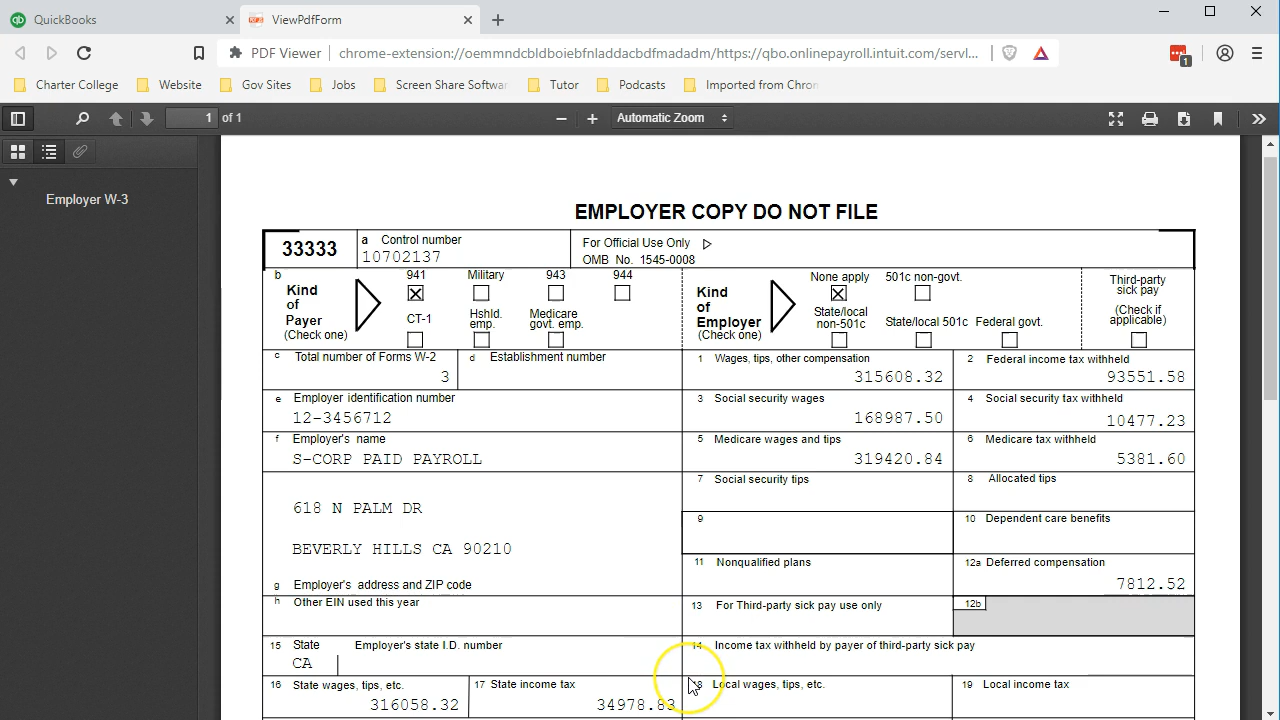 QuickBooks
ViewPdfForm
PDF Viewer
chrome-extension://oemmndcbldboiebfnladdacbdfmadadm/https://qbo.onlinepayroll.intuit.com/servl...
1
Charter College
Website
Gov Sites
Jobs
Screen Share Softwar
Tutor
Podcasts
Imported from Chron
1 of 1
Automatic Zoom
Employer W-3
EMPLOYER COPY DO NOT FILE
33333
a Control number
10702137
For Official Use Only
OMB No. 1545-0008
b
Kind
of
Payer
(Check one)
941
Military
943
944
CT-1
Hshld.
emp.
Medicare
govt. emp.
Kind
of
Employer
(Check one)
None apply
501c non-govt.
State/local
non-501c
State/local 501c
Federal govt.
Third-party
sick pay
(Check if
applicable)
c Total number of Forms W-2
3
d Establishment number
1 Wages, tips, other compensation
315608.32
2 Federal income tax withheld
93551.58
e Employer identification number
12-3456712
3 Social security wages
168987.50
4 Social security tax withheld
10477.23
f Employer's name
S-CORP PAID PAYROLL
5 Medicare wages and tips
319420.84
6 Medicare tax withheld
5381.60
618 N PALM DR
BEVERLY HILLS CA 90210
g Employer's address and ZIP code
7 Social security tips
8 Allocated tips
9
10 Dependent care benefits
11 Nonqualified plans
12a Deferred compensation
7812.52
h Other EIN used this year
13 For Third-party sick pay use only
12b
15 State
CA
Employer's state I.D. number
14 Income tax withheld by payer of third-party sick pay
16 State wages, tips, etc.
316058.32
17 State income tax
34978.83
18 Local wages, tips, etc.
19 Local income tax